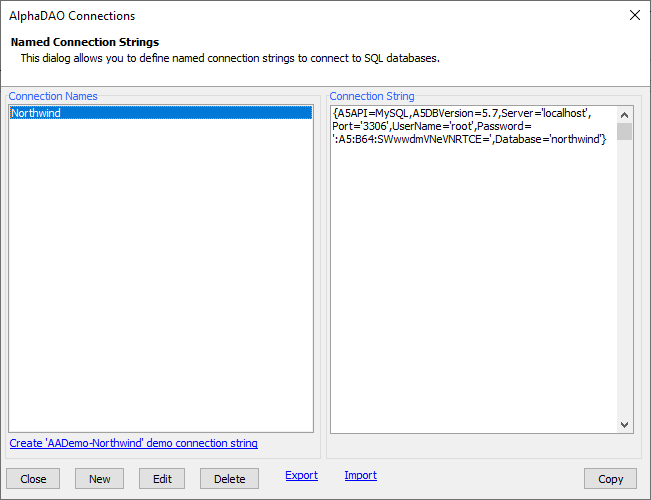 AlphaDAO Connections
Named Connection Strings
This dialog allows you to define named connection strings to connect to SQL databases.
Connection Names
Northwind
Connection String
{A5API=MySQL,A5DBVersion=5.7,Server='localhost',
Port='3306',UserName='root',Password=
':A5:B64:SWwwdmVNeVNRTCE=',Database='northwind'}
Create 'AADemo-Northwind' demo connection string
Close
New
Edit
Delete
Export
Import
Copy